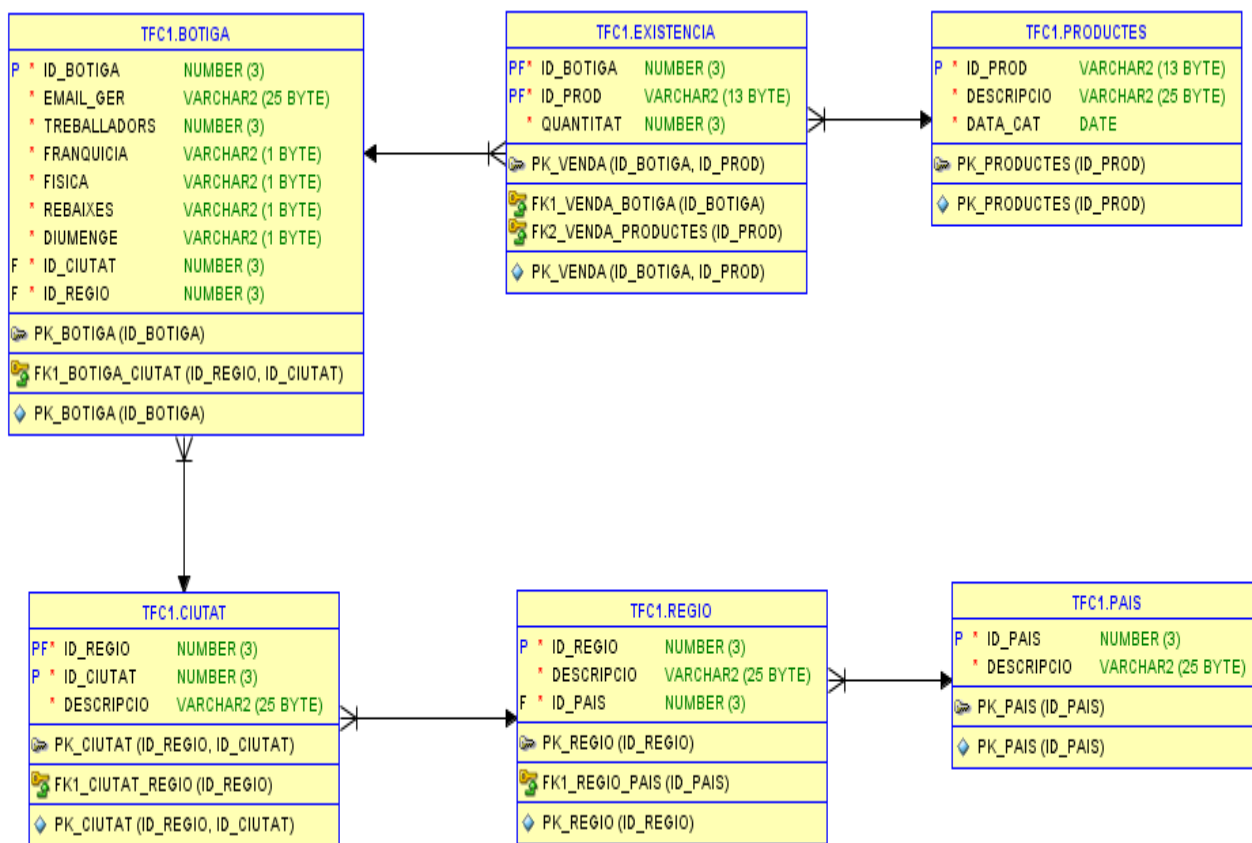 TFC1.BOTIGA
P * ID_BOTIGA NUMBER (3)
* EMAIL_GER VARCHAR2 (25 BYTE)
* TREBALLADORS NUMBER (3)
* FRANQUICIA VARCHAR2 (1 BYTE)
* FISICA VARCHAR2 (1 BYTE)
* REBAIXES VARCHAR2 (1 BYTE)
* DIUMENGE VARCHAR2 (1 BYTE)
F * ID_CIUTAT NUMBER (3)
F * ID_REGIO NUMBER (3)
PK_BOTIGA (ID_BOTIGA)
FK1_BOTIGA_CIUTAT (ID_REGIO, ID_CIUTAT)
PK_BOTIGA (ID_BOTIGA)
TFC1.EXISTENCIA
PF* ID_BOTIGA NUMBER (3)
PF* ID_PROD VARCHAR2 (13 BYTE)
* QUANTITAT NUMBER (3)
PK_VENDA (ID_BOTIGA, ID_PROD)
FK1_VENDA_BOTIGA (ID_BOTIGA)
FK2_VENDA_PRODUCTES (ID_PROD)
PK_VENDA (ID_BOTIGA, ID_PROD)
TFC1.PRODUCTES
P * ID_PROD VARCHAR2 (13 BYTE)
* DESCRIPCIO VARCHAR2 (25 BYTE)
* DATA_CAT DATE
PK_PRODUCTES (ID_PROD)
PK_PRODUCTES (ID_PROD)
TFC1.CIUTAT
PF* ID_REGIO NUMBER (3)
P * ID_CIUTAT NUMBER (3)
* DESCRIPCIO VARCHAR2 (25 BYTE)
PK_CIUTAT (ID_REGIO, ID_CIUTAT)
FK1_CIUTAT_REGIO (ID_REGIO)
PK_CIUTAT (ID_REGIO, ID_CIUTAT)
TFC1.REGIO
P * ID_REGIO NUMBER (3)
* DESCRIPCIO VARCHAR2 (25 BYTE)
F * ID_PAIS NUMBER (3)
PK_REGIO (ID_REGIO)
FK1_REGIO_PAIS (ID_PAIS)
PK_REGIO (ID_REGIO)
TFC1.PAIS
P * ID_PAIS NUMBER (3)
* DESCRIPCIO VARCHAR2 (25 BYTE)
PK_PAIS (ID_PAIS)
PK_PAIS (ID_PAIS)